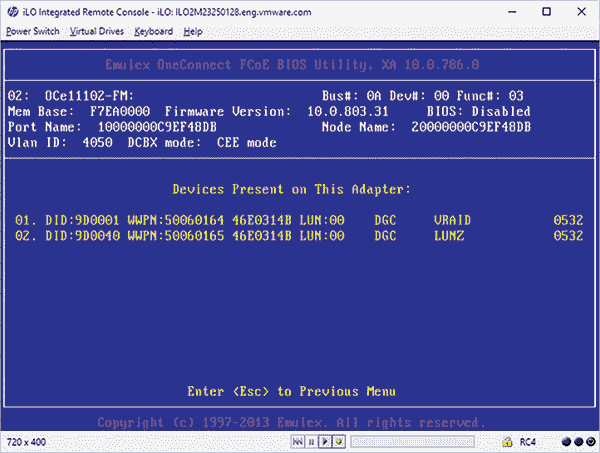 iLO Integrated Remote Console - iLO: ILO2M23250128.eng.vmware.com
Power Switch Virtual Drives Keyboard Help
Emulex OneConnect FCoE BIOS Utility, XA 10.0.786.0
02: OCe11102-FM: Bus#: 0A Dev#: 00 Func#: 03
Mem Base: F7EA0000 Firmware Version: 10.0.803.31 BIOS: Disabled
Port Name: 10000000C9EF48DB Node Name: 20000000C9EF48DB
Vlan ID: 4050 DCBX mode: CEE mode
Devices Present on This Adapter:
01. DID:9D0001 WWPN:50060164 46E0314B LUN:00 DGC VRAID 0532
02. DID:9D0040 WWPN:50060165 46E0314B LUN:00 DGC LUNZ 0532
Enter <Esc> to Previous Menu
Copyright (c) 1997-2013 Emulex. All rights reserved.
720 x 400 RC4